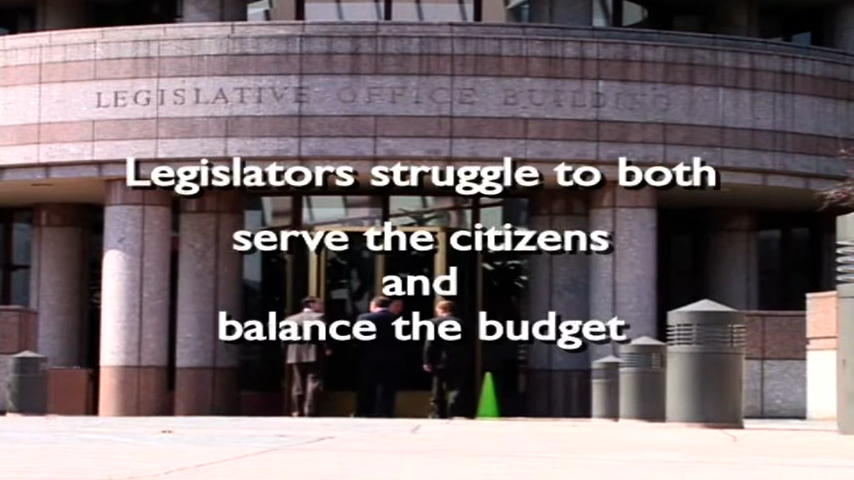 LEGISLATIVE OFFICE BUILDING
Legislators struggle to both
serve the citizens
and
balance the budget